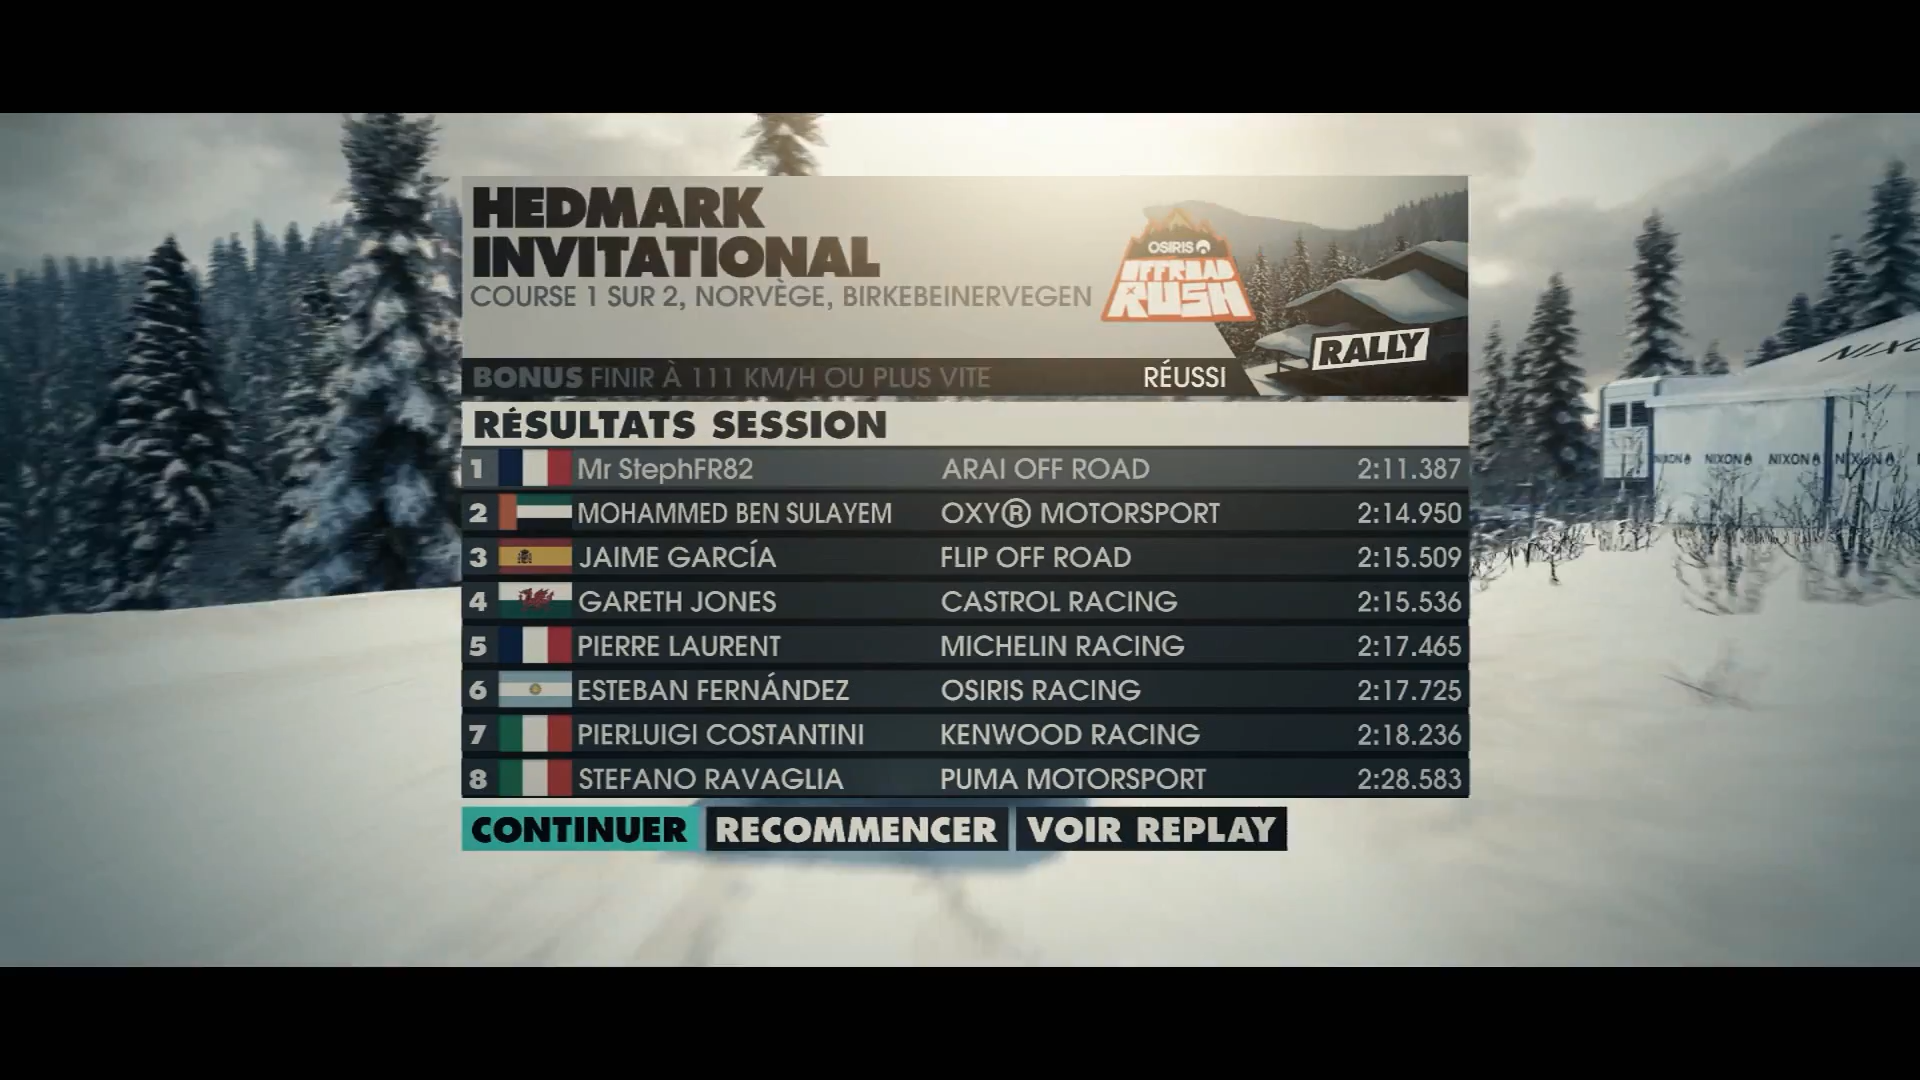 HEDMARK
INVITATIONAL
COURSE 1 SUR 2, NORVÈGE, BIRKEBEINERVEGEN
OSIRIS
OFFROAD
RUSH
RALLY
BONUS FINIR À 111 KM/H OU PLUS VITE RÉUSSI
RÉSULTATS SESSION
1 Mr StephFR82 ARAI OFF ROAD 2:11.387
2 MOHAMMED BEN SULAYEM OXY® MOTORSPORT 2:14.950
3 JAIME GARCÍA FLIP OFF ROAD 2:15.509
4 GARETH JONES CASTROL RACING 2:15.536
5 PIERRE LAURENT MICHELIN RACING 2:17.465
6 ESTEBAN FERNÁNDEZ OSIRIS RACING 2:17.725
7 PIERLUIGI COSTANTINI KENWOOD RACING 2:18.236
8 STEFANO RAVAGLIA PUMA MOTORSPORT 2:28.583
CONTINUER RECOMMENCER VOIR REPLAY
NIXON NIXON NIXON NIXON